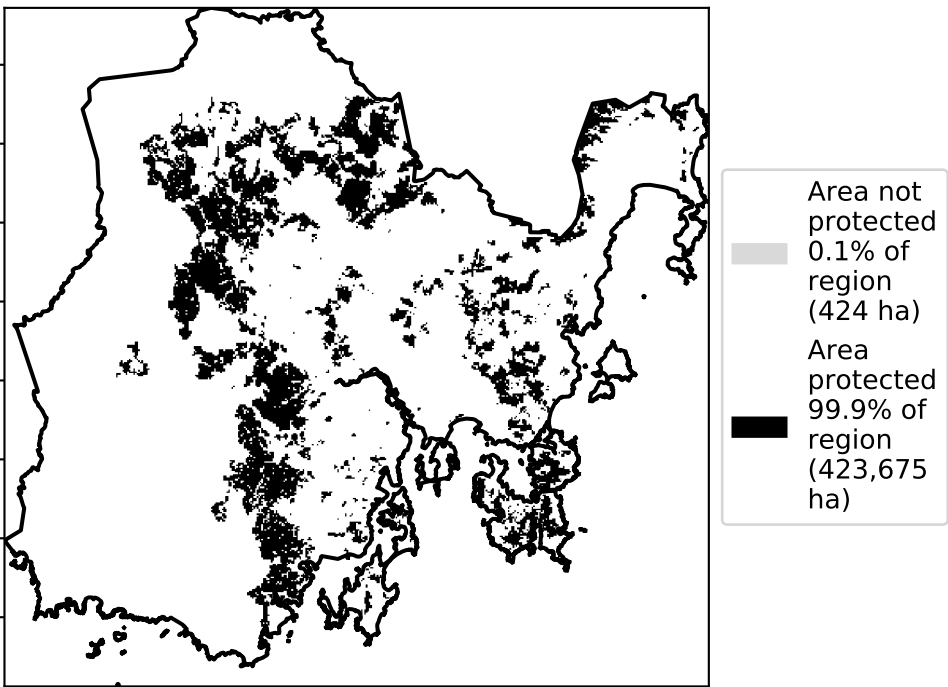 Area not
protected
0.1% of
region
(424 ha)
Area
protected
99.9% of
region
(423,675
ha)